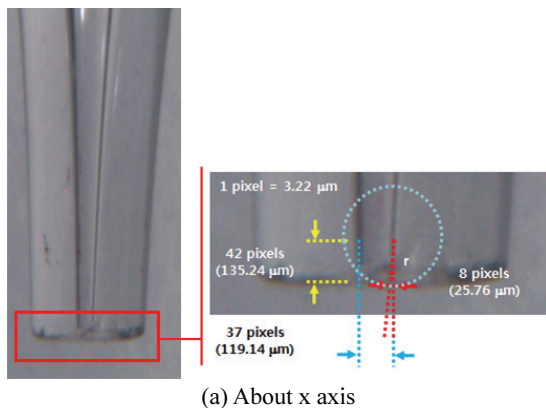 1 pixel = 3.22 µm
42 pixels
(135.24 µm)
r
8 pixels
(25.76 µm)
37 pixels
(119.14 µm)
(a) About x axis